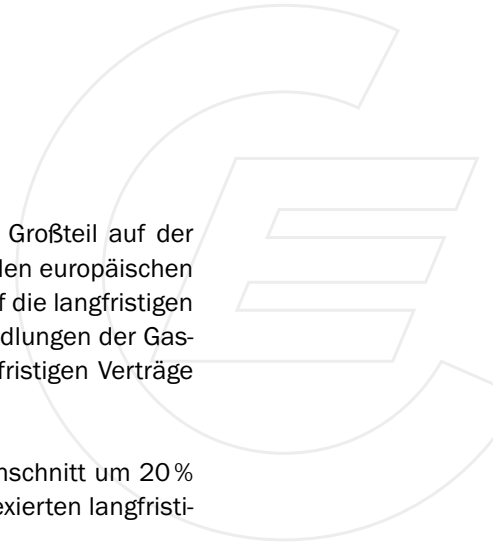 Großteil auf der
len europäischen
f die langfristigen
dlungen der Gas-
fristigen Verträge
nschnitt um 20 %
exierten langfristi-